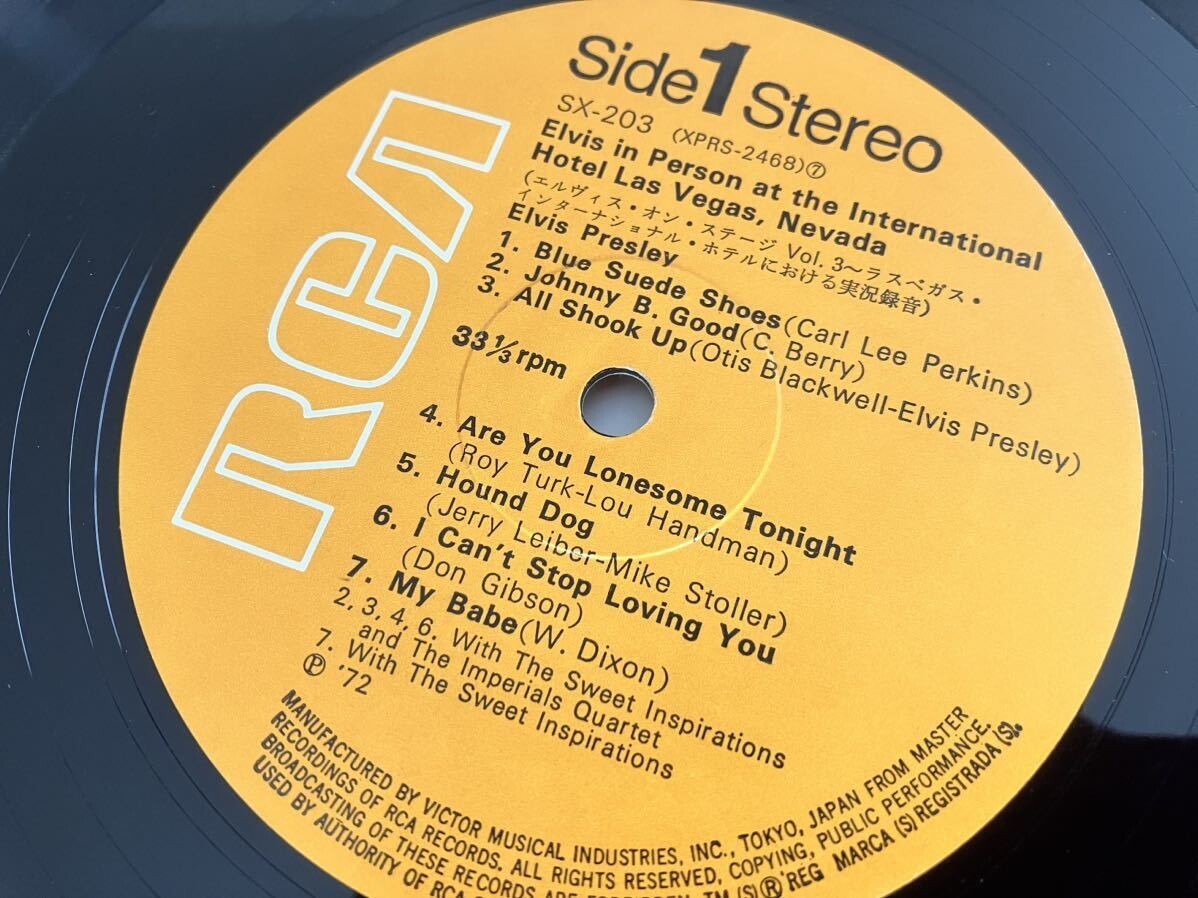 RCA
Side 1 Stereo
SX-203 (XPRS-2468)⑦
Elvis in Person at the International
Hotel Las Vegas, Nevada
(エルヴィス・オン・ステージ Vol. 3〜ラスベガス・
インターナショナル・ホテルにおける実況録音)
Elvis Presley
1. Blue Suede Shoes (Carl Lee Perkins)
2. Johnny B. Good (C. Berry)
3. All Shook Up (Otis Blackwell-Elvis Presley)
33 1/3 rpm
4. Are You Lonesome Tonight
(Roy Turk-Lou Handman)
5. Hound Dog
(Jerry Leiber-Mike Stoller)
6. I Can't Stop Loving You
(Don Gibson)
7. My Babe (W. Dixon)
2, 3, 4, 6. With The Sweet Inspirations
and The Imperials Quartet
7. With The Sweet Inspirations
Ⓟ '72
MANUFACTURED BY VICTOR MUSICAL INDUSTRIES, INC., TOKYO, JAPAN FROM MASTER
RECORDINGS OF RCA RECORDS. ALL RIGHTS RESERVED, COPYING, PUBLIC PERFORMANCE.
BROADCASTING OF THESE RECORDS ARE TM (S) ® REG MARCA (S) REGISTRADA (S).
USED BY AUTHORITY OF RCA